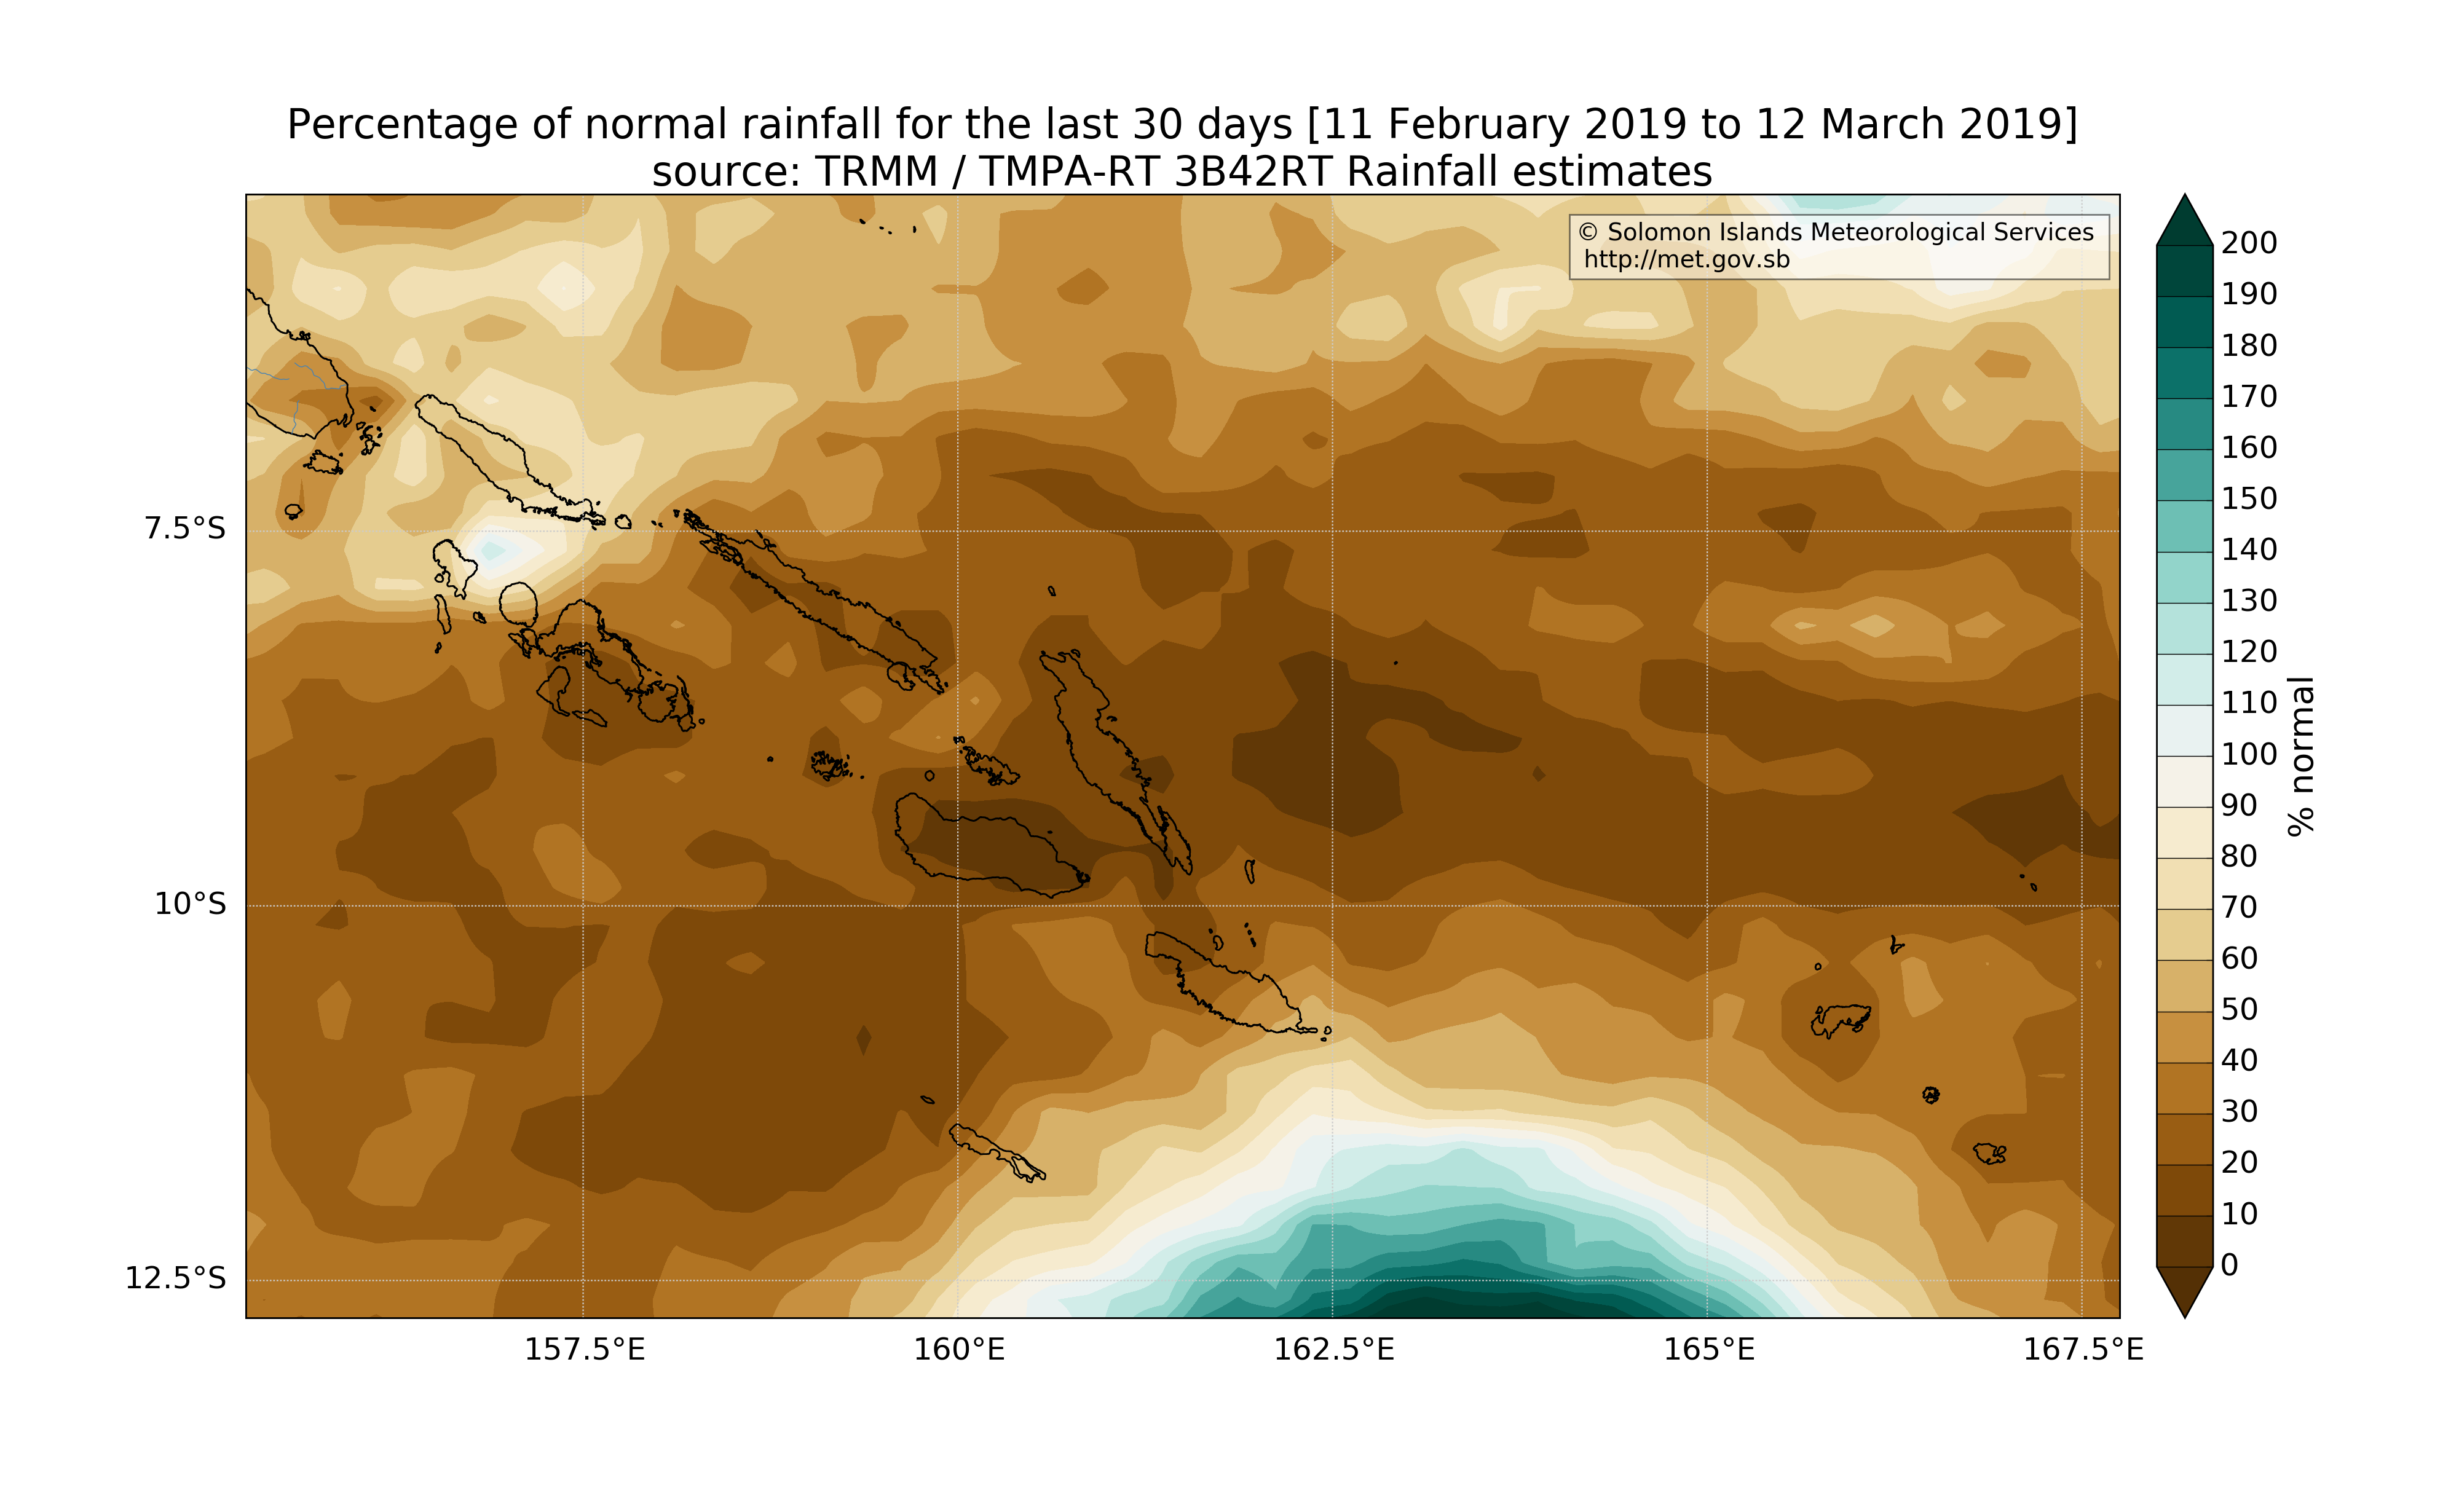 Percentage of normal rainfall for the last 30 days [11 February 2019 to 12 March 2019]
source: TRMM / TMPA-RT 3B42RT Rainfall estimates
© Solomon Islands Meteorological Services
http://met.gov.sb
7.5°S
10°S
12.5°S
157.5°E
160°E
162.5°E
165°E
167.5°E
200
190
180
170
160
150
140
130
120
110
100
90
80
70
60
50
40
30
20
10
0
% normal